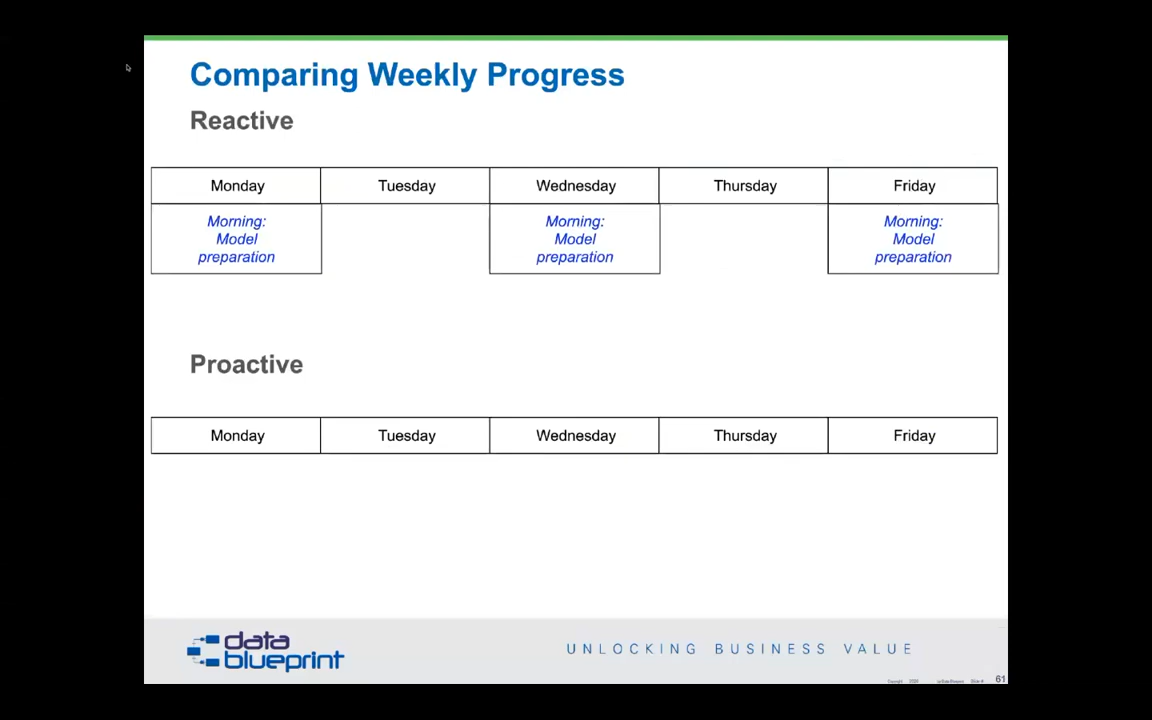 Comparing Weekly Progress
Reactive
Monday Tuesday Wednesday Thursday Friday
Morning: Morning: Morning:
Model Model Model
preparation preparation preparation
Proactive
Monday Tuesday Wednesday Thursday Friday
data
blueprint
UNLOCKING BUSINESS VALUE
61